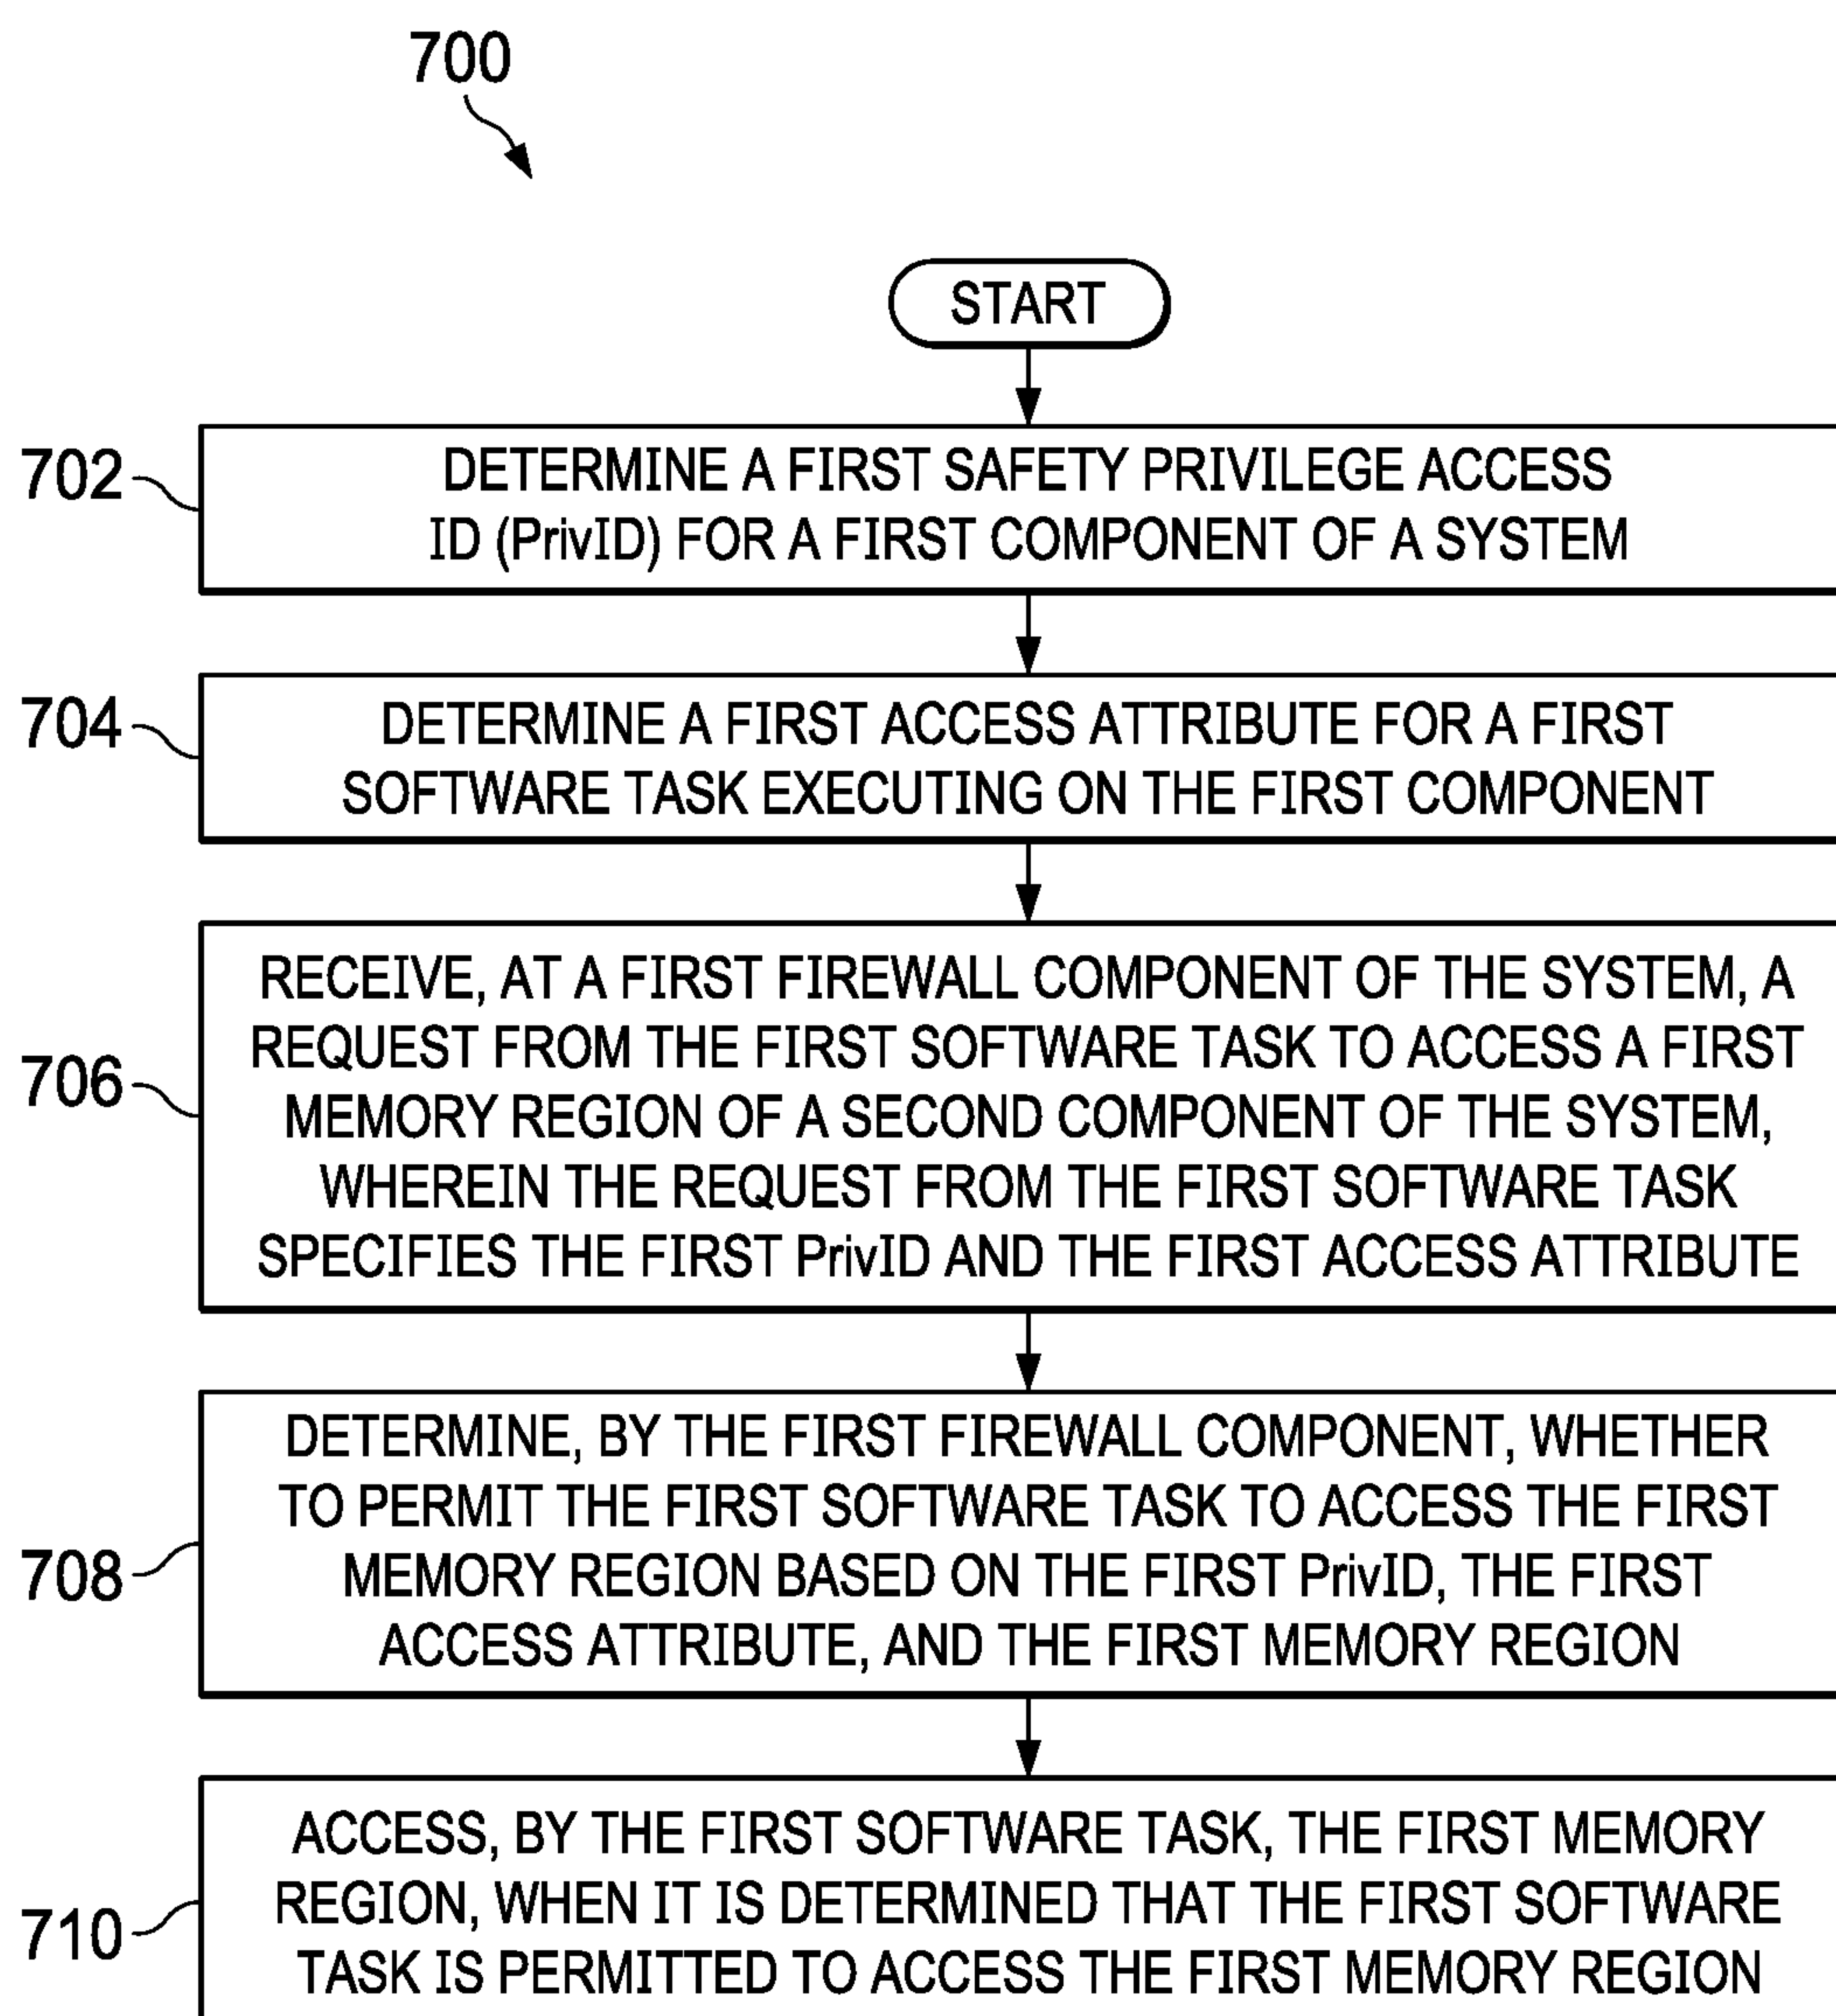 700
START
702
DETERMINE A FIRST SAFETY PRIVILEGE ACCESS
ID (PrivID) FOR A FIRST COMPONENT OF A SYSTEM
704
DETERMINE A FIRST ACCESS ATTRIBUTE FOR A FIRST
SOFTWARE TASK EXECUTING ON THE FIRST COMPONENT
706
RECEIVE, AT A FIRST FIREWALL COMPONENT OF THE SYSTEM, A
REQUEST FROM THE FIRST SOFTWARE TASK TO ACCESS A FIRST
MEMORY REGION OF A SECOND COMPONENT OF THE SYSTEM,
WHEREIN THE REQUEST FROM THE FIRST SOFTWARE TASK
SPECIFIES THE FIRST PrivID AND THE FIRST ACCESS ATTRIBUTE
708
DETERMINE, BY THE FIRST FIREWALL COMPONENT, WHETHER
TO PERMIT THE FIRST SOFTWARE TASK TO ACCESS THE FIRST
MEMORY REGION BASED ON THE FIRST PrivID, THE FIRST
ACCESS ATTRIBUTE, AND THE FIRST MEMORY REGION
710
ACCESS, BY THE FIRST SOFTWARE TASK, THE FIRST MEMORY
REGION, WHEN IT IS DETERMINED THAT THE FIRST SOFTWARE
TASK IS PERMITTED TO ACCESS THE FIRST MEMORY REGION